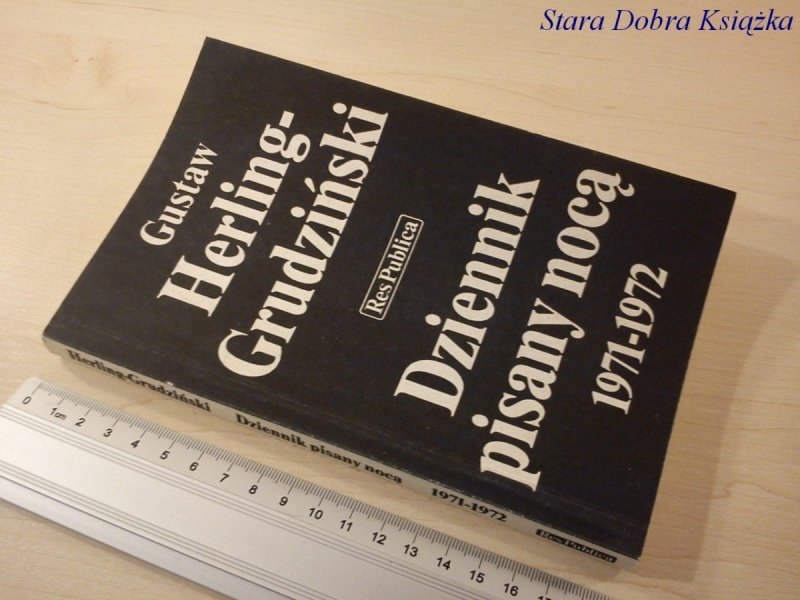 Stara Dobra Książka
Gustaw
Herling-
Grudziński
Res Publica
Dziennik
pisany nocą
1971-1972
Herling-Grudziński Dziennik pisany nocą 1971-1972 Res Publica
0 1cm 2 3 4 5 6 7 8 9 10 11 12 13 14 15 16 17